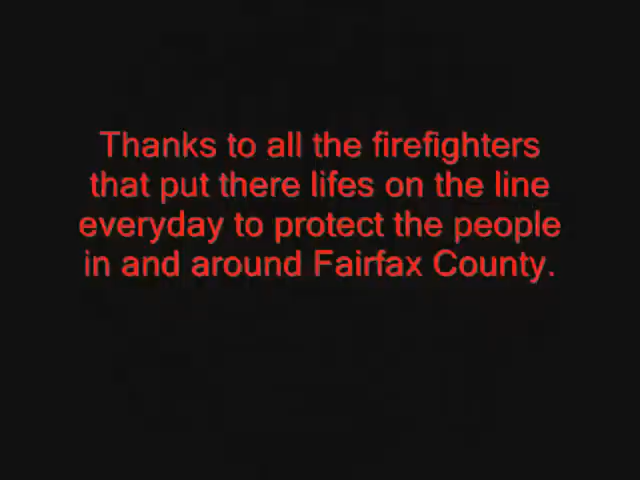 Thanks to all the firefighters
that put there lifes on the line
everyday to protect the people
in and around Fairfax County.